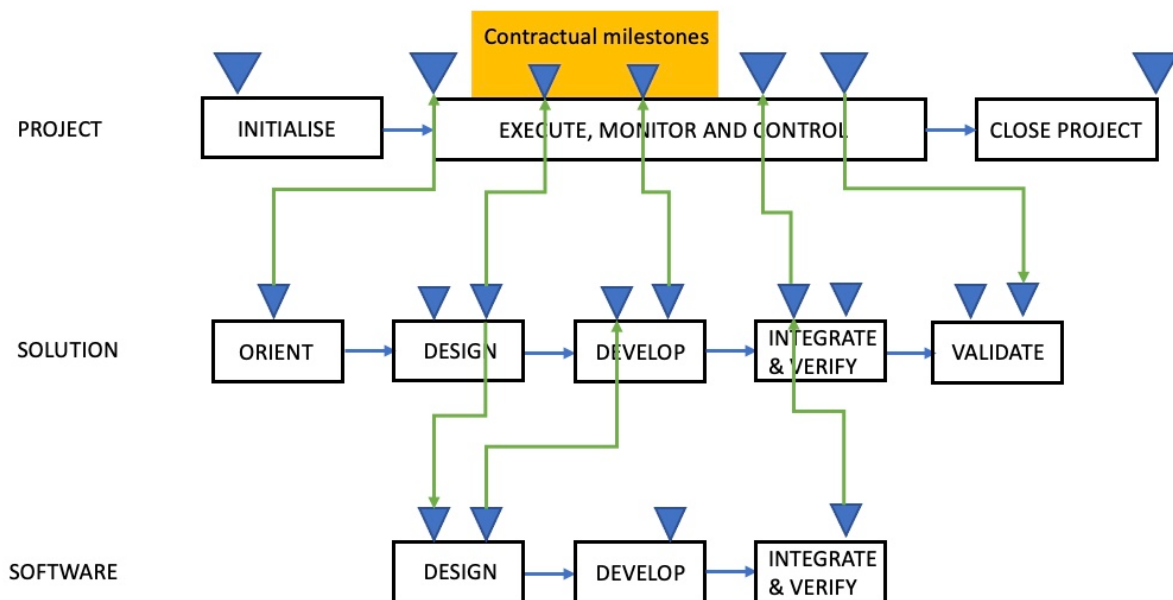 Contractual milestones
PROJECT
INITIALISE
EXECUTE, MONITOR AND CONTROL
CLOSE PROJECT
SOLUTION
ORIENT
DESIGN
DEVELOP
INTEGRATE
& VERIFY
VALIDATE
SOFTWARE
DESIGN
DEVELOP
INTEGRATE
& VERIFY